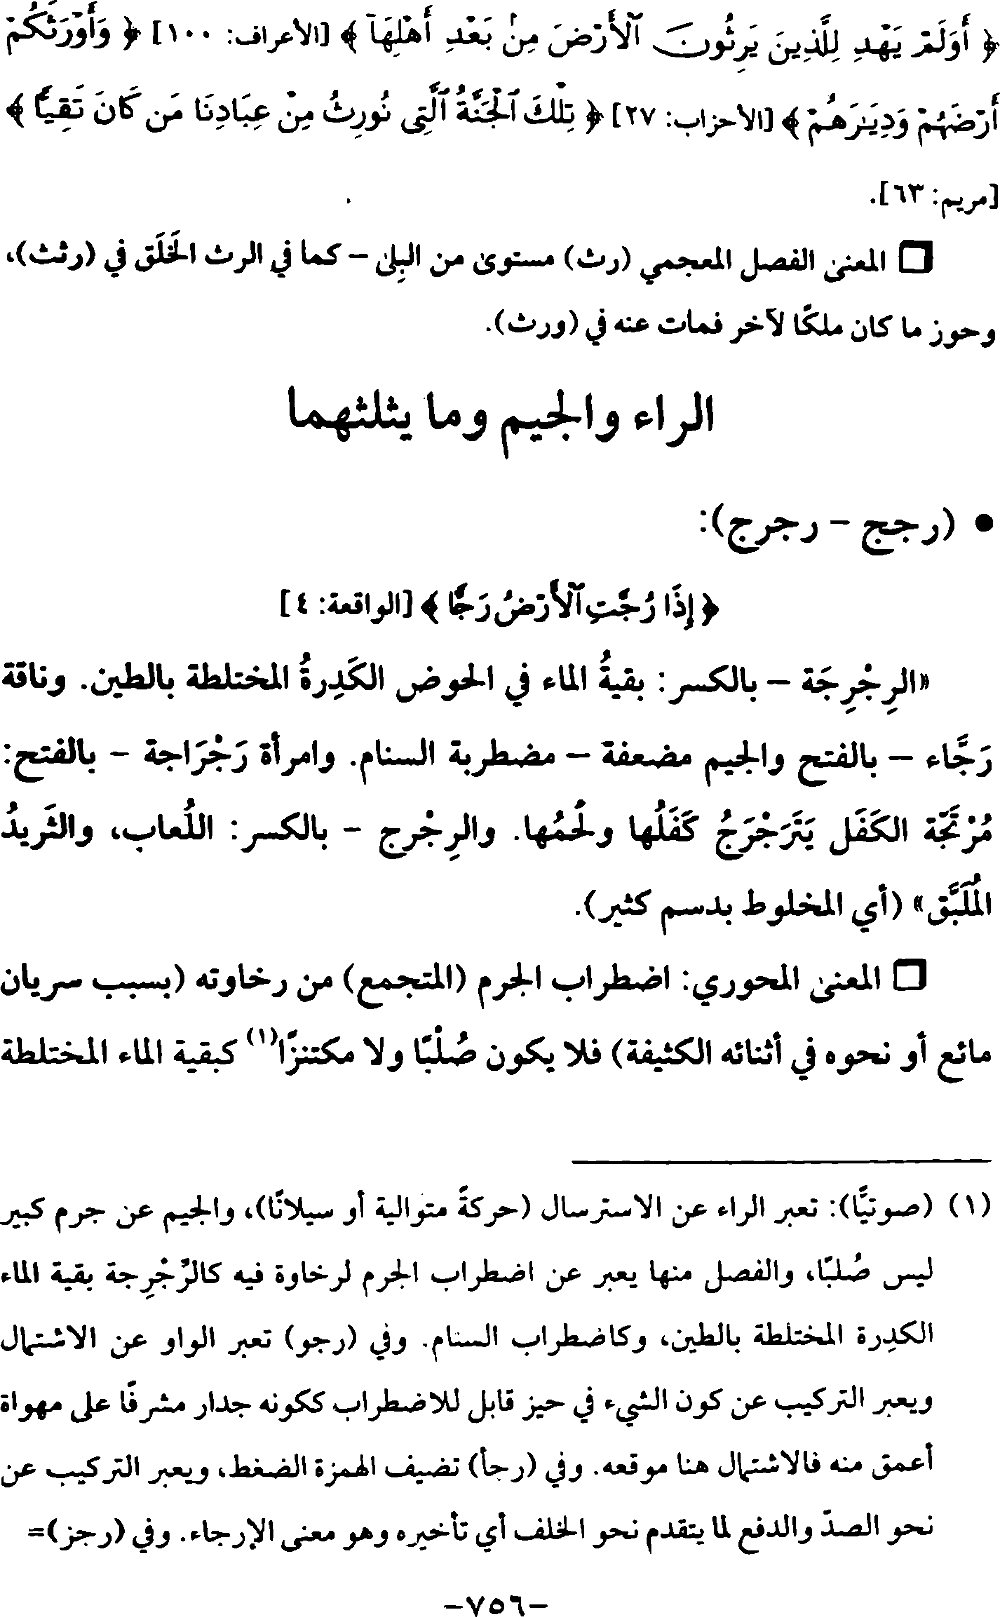 ﴿ أَوَلَمْ يَهْدِ لِلَّذِينَ يَرِثُونَ ٱلْأَرْضَ مِنۢ بَعْدِ أَهْلِهَآ ﴾ [الأعراف: ١٠٠] ﴿ وَأَوْرَثَكُمْ
أَرْضَهُمْ وَدِيَـٰرَهُمْ ﴾ [الأحزاب: ٢٧] ﴿ تِلْكَ ٱلْجَنَّةُ ٱلَّتِى نُورِثُ مِنْ عِبَادِنَا مَن كَانَ تَقِيًّا ﴾
[مريم: ٦٣].
❑ المعنى الفصل المعجمي (رث) مستوى من البِلى – كما في الرث الخَلَق في (رثث)،
وحوز ما كان ملكًا لآخر فمات عنه في (ورث).
الراء والجيم وما يثلثهما
• (رجج – رجرج):
﴿ إِذَا رُجَّتِ ٱلْأَرْضُ رَجًّا ﴾ [الواقعة: ٤]
«الرِجْرِجَة – بالكسر: بقيةُ الماء في الحوض الكَدِرةُ المختلطة بالطين. وناقة
رَجَّاء – بالفتح والجيم مضعفة – مضطربة السنام. وامرأة رَجْرَاجة – بالفتح:
مُرْتَجّة الكَفَل يَتَرَجْرَجُ كَفَلُها ولَحُمُها. والرِجْرج – بالكسر: اللُعاب، والثَريدُ
المُلَبَّق» (أي المخلوط بدسم كثير).
❑ المعنى المحوري: اضطراب الجرم (المتجمع) من رخاوته (بسبب سريان
مائع أو نحوه في أثنائه الكثيفة) فلا يكون صُلْبًا ولا مكتنزًا(١) كبقية الماء المختلطة
(١) (صوتيًّا): تعبر الراء عن الاسترسال (حركةً متوالية أو سيلانًا)، والجيم عن جرم كبير
ليس صُلبًا، والفصل منها يعبر عن اضطراب الجرم لرخاوة فيه كالرِّجْرِجة بقية الماء
الكدِرة المختلطة بالطين، وكاضطراب السنام. وفي (رجو) تعبر الواو عن الاشتمال
ويعبر التركيب عن كون الشيء في حيز قابل للاضطراب ككونه جدار مشرفًا على مهواة
أعمق منه فالاشتمال هنا موقعه. وفي (رجأ) تضيف الهمزة الضغط، ويعبر التركيب عن
نحو الصدّ والدفع لما يتقدم نحو الخلف أي تأخيره وهو معنى الإرجاء. وفي (رجز)=
-٧٥٦-